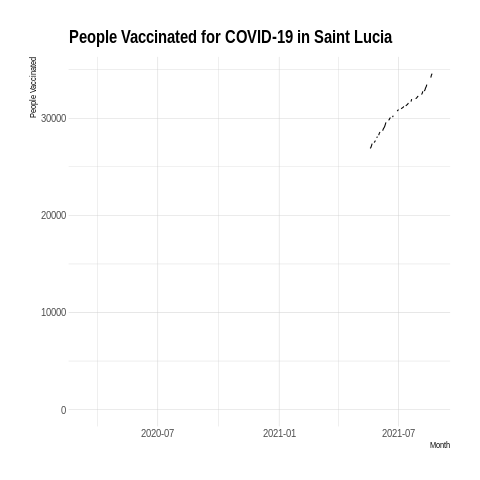 People Vaccinated for COVID-19 in Saint Lucia
People Vaccinated
30000
20000
10000
0
2020-07 2021-01 2021-07
Month